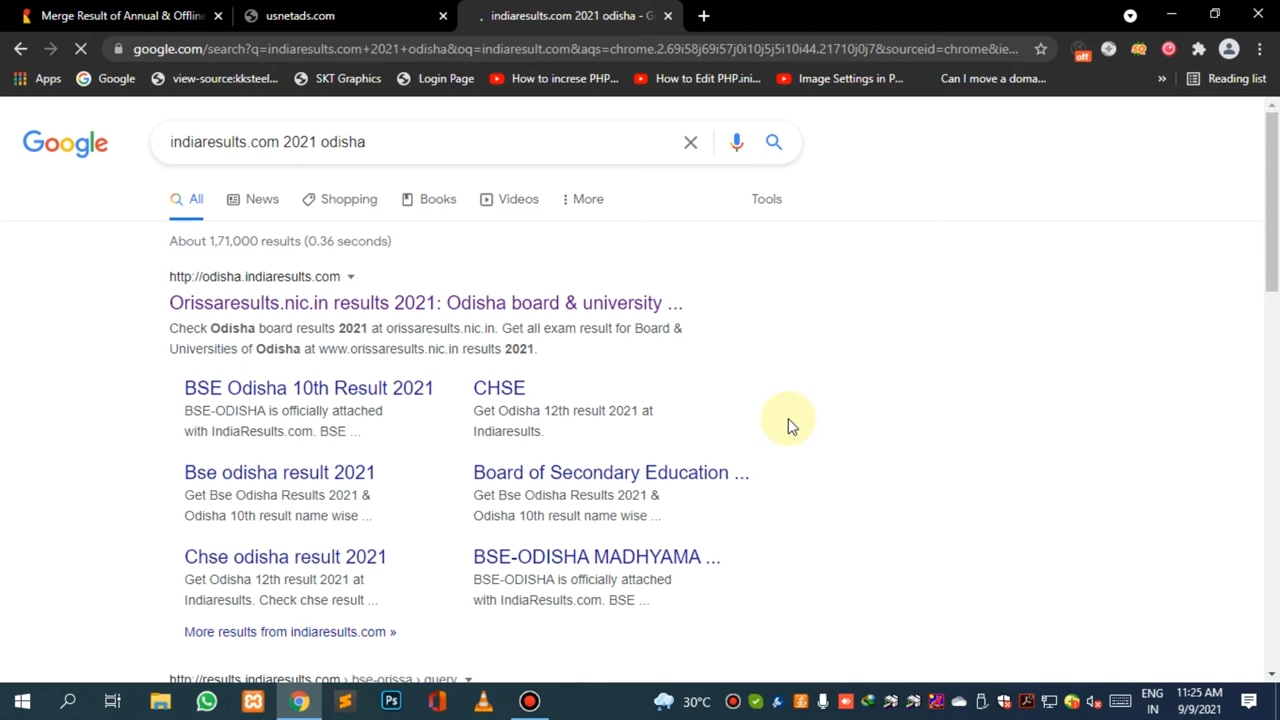 Merge Result of Annual & Offline
usnetads.com
indiaresults.com 2021 odisha - G
google.com/search?q=indiaresults.com+2021+odisha&oq=indiaresult.com&aqs=chrome.2.69i58j69i57j0i10j5j5i10j44.21710j0j7&sourceid=chrome&ie...
off
Apps
Google
view-source:kksteel...
SKT Graphics
Login Page
How to increse PHP...
How to Edit PHP.ini...
Image Settings in P...
Can I move a doma...
»
Reading list
Google
indiaresults.com 2021 odisha
All
News
Shopping
Books
Videos
More
Tools
About 1,71,000 results (0.36 seconds)
http://odisha.indiaresults.com
Orissaresults.nic.in results 2021: Odisha board & university ...
Check Odisha board results 2021 at orissaresults.nic.in. Get all exam result for Board &
Universities of Odisha at www.orissaresults.nic.in results 2021.
BSE Odisha 10th Result 2021
BSE-ODISHA is officially attached
with IndiaResults.com. BSE ...
CHSE
Get Odisha 12th result 2021 at
Indiaresults.
Bse odisha result 2021
Get Bse Odisha Results 2021 &
Odisha 10th result name wise ...
Board of Secondary Education ...
Get Bse Odisha Results 2021 &
Odisha 10th result name wise ...
Chse odisha result 2021
Get Odisha 12th result 2021 at
Indiaresults. Check chse result ...
BSE-ODISHA MADHYAMA ...
BSE-ODISHA is officially attached
with IndiaResults.com. BSE ...
More results from indiaresults.com »
http://results.indiaresults.com › bse-orissa › query
Ps
30°C
ENG
IN
11:25 AM
9/9/2021